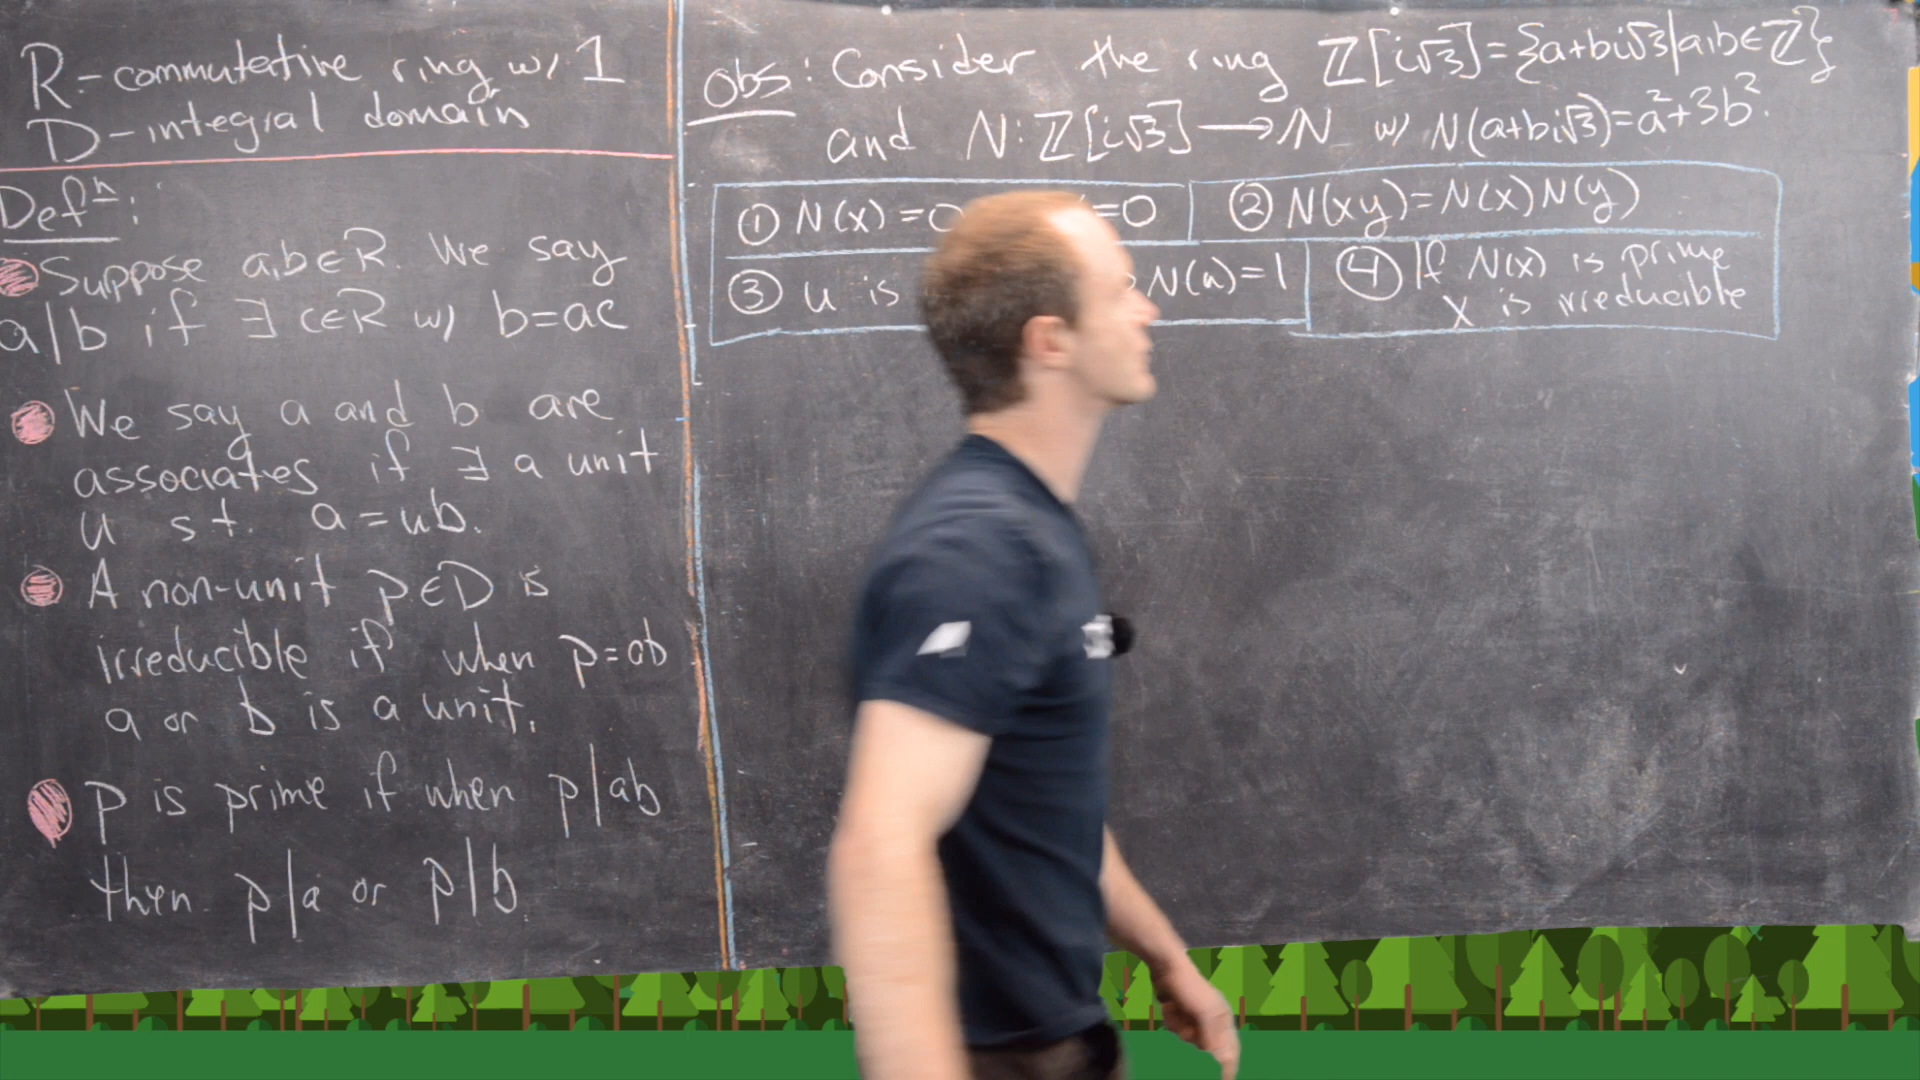 R - commutative ring w/ 1
D - integral domain
Defⁿ:
Suppose a,b∈R. We say
a|b if ∃ c∈R w/ b=ac
We say a and b are
associates if ∃ a unit
u s.t. a=ub.
A non-unit p∈D is
irreducible if when p=ab
a or b is a unit.
p is prime if when p|ab
then p|a or p|b.
Obs: Consider the ring ℤ[i√3]={a+bi√3|a,b∈ℤ}
and N:ℤ[i√3]→ℕ w/ N(a+bi√3)=a²+3b².
① N(x)=0 =0
② N(xy)=N(x)N(y)
③ u is N(u)=1
④ If N(x) is prime
x is irreducible